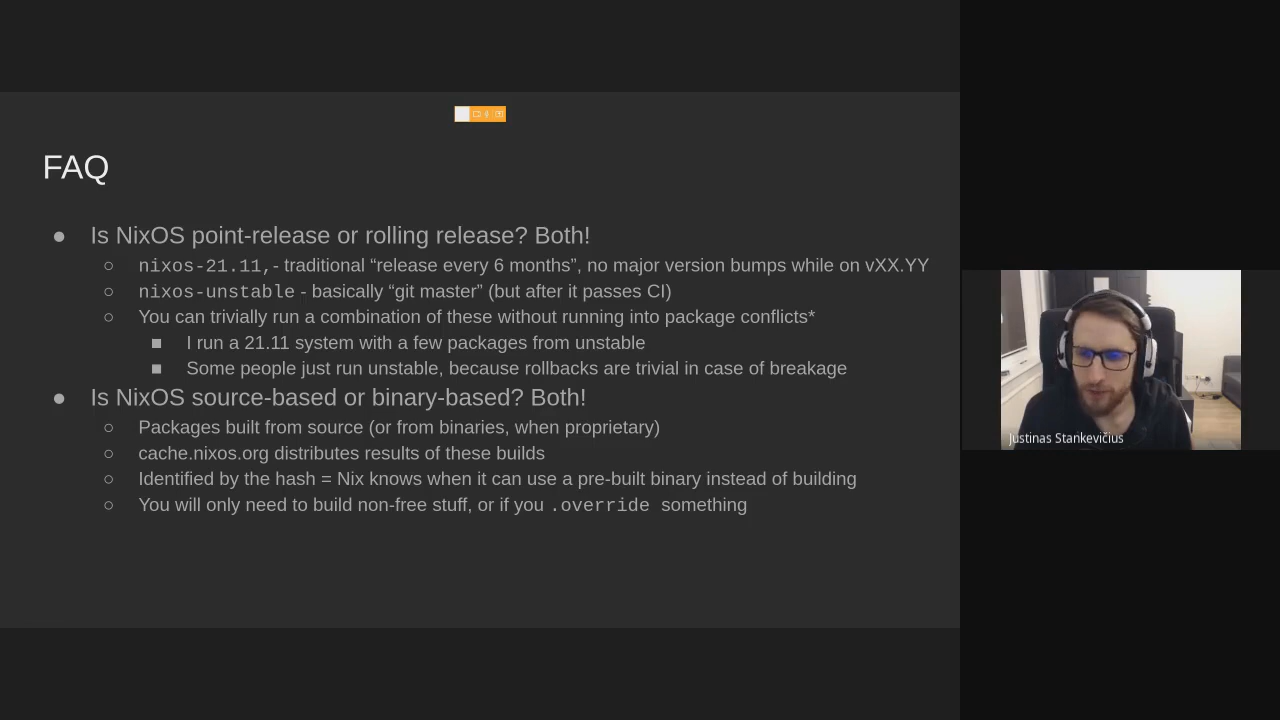 FAQ
● Is NixOS point-release or rolling release? Both!
○ nixos-21.11,- traditional “release every 6 months”, no major version bumps while on vXX.YY
○ nixos-unstable - basically “git master” (but after it passes CI)
○ You can trivially run a combination of these without running into package conflicts*
■ I run a 21.11 system with a few packages from unstable
■ Some people just run unstable, because rollbacks are trivial in case of breakage
● Is NixOS source-based or binary-based? Both!
○ Packages built from source (or from binaries, when proprietary)
○ cache.nixos.org distributes results of these builds
○ Identified by the hash = Nix knows when it can use a pre-built binary instead of building
○ You will only need to build non-free stuff, or if you .override something
Justinas Stankevičius